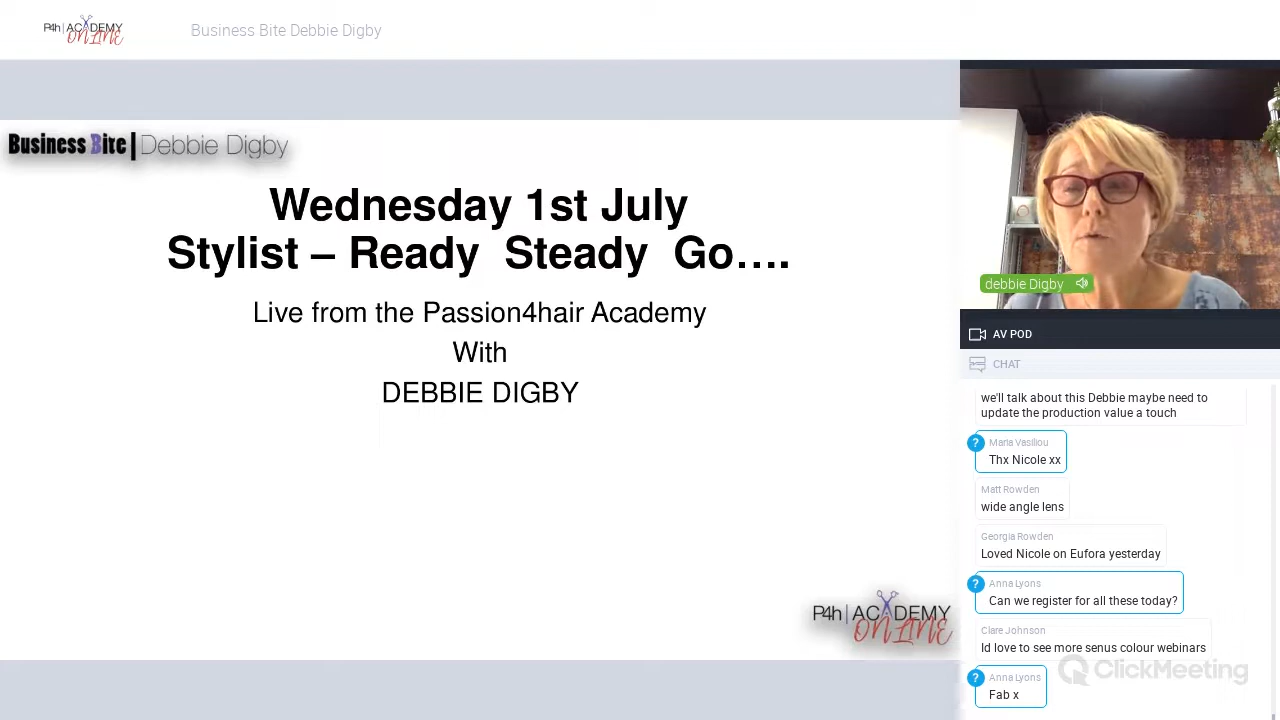 P4h|ACADEMY
ONLINE
Business Bite Debbie Digby
Business Bite|Debbie Digby
Wednesday 1st July
Stylist – Ready  Steady  Go….
Live from the Passion4hair Academy
With
DEBBIE DIGBY
P4h|ACADEMY
ONLINE
debbie Digby
AV POD
CHAT
we'll talk about this Debbie maybe need to
update the production value a touch
? Maria Vasiliou
Thx Nicole xx
Matt Rowden
wide angle lens
Georgia Rowden
Loved Nicole on Eufora yesterday
? Anna Lyons
Can we register for all these today?
Clare Johnson
Id love to see more senus colour webinars
ClickMeeting
? Anna Lyons
Fab x